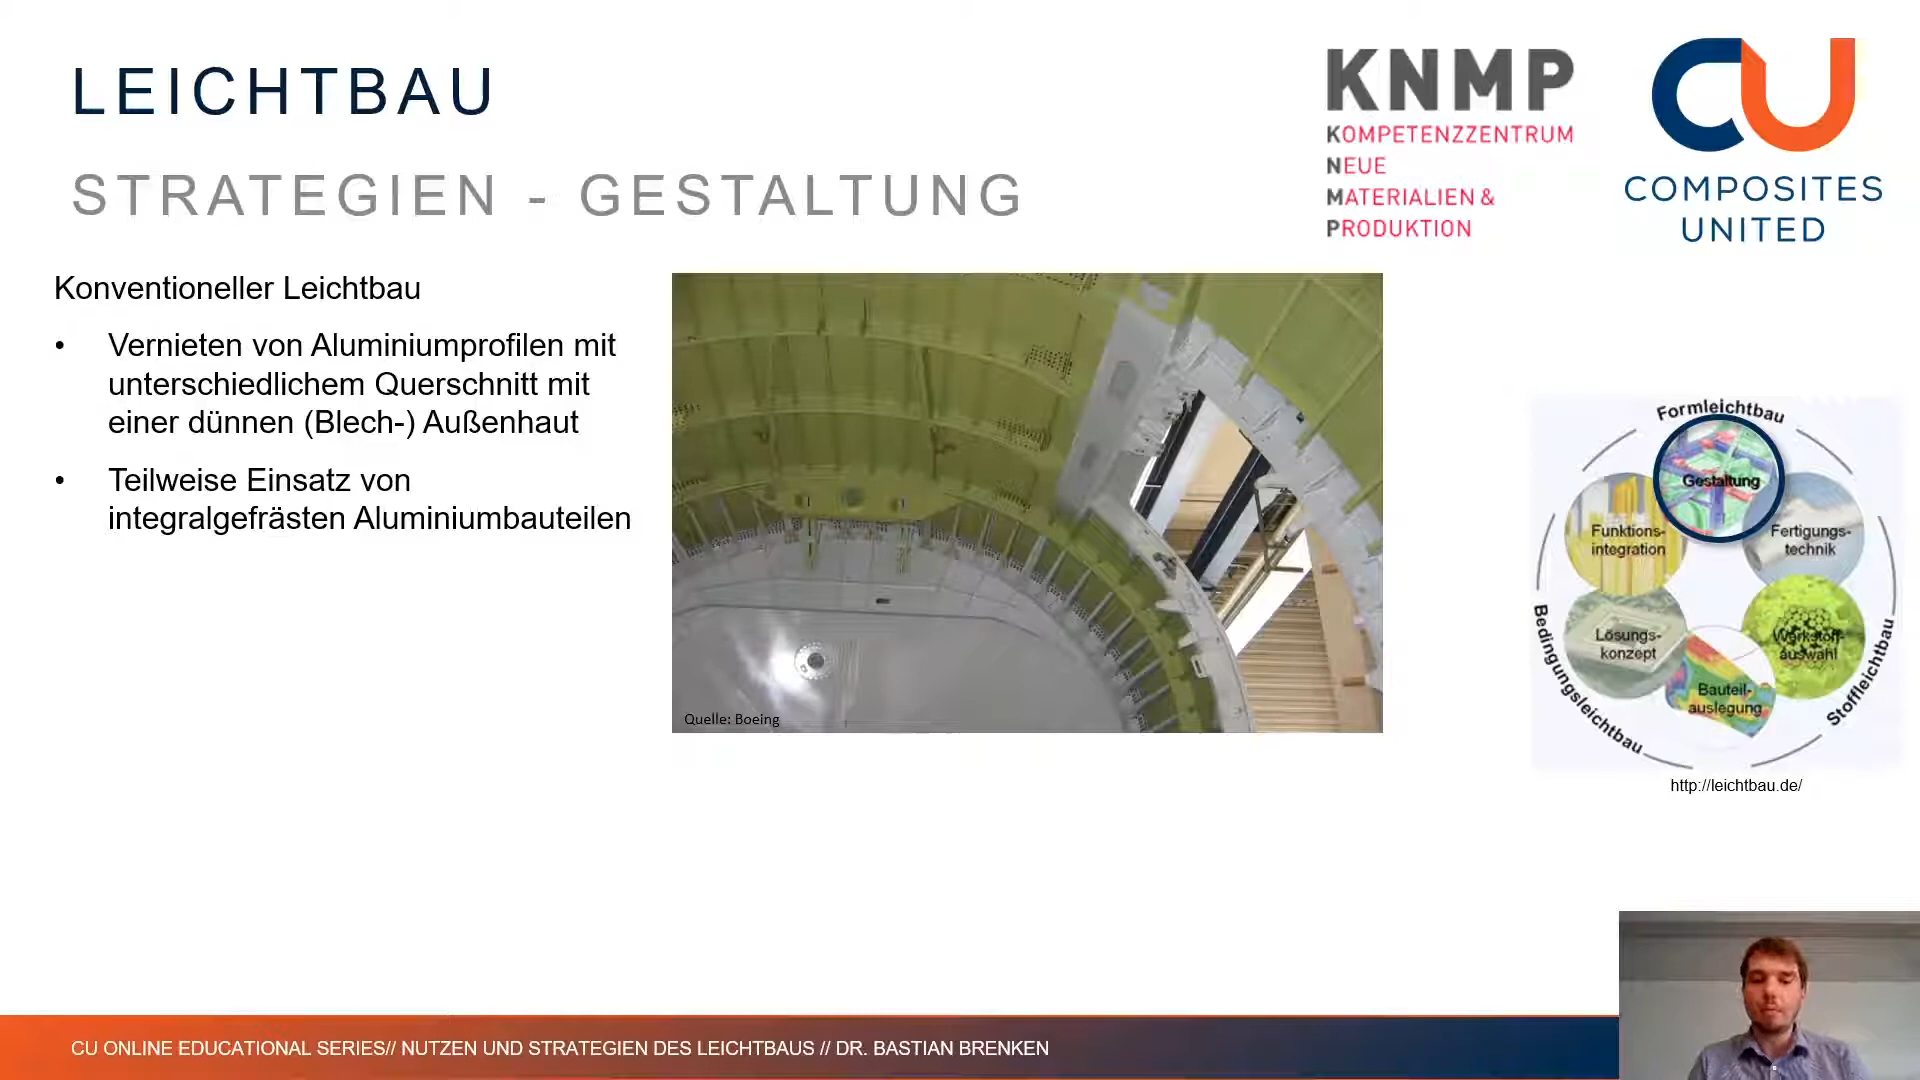 LEICHTBAU
STRATEGIEN - GESTALTUNG
KNMP
KOMPETENZZENTRUM
NEUE
MATERIALIEN &
PRODUKTION
CU
COMPOSITES
UNITED
Konventioneller Leichtbau
• Vernieten von Aluminiumprofilen mit
unterschiedlichem Querschnitt mit
einer dünnen (Blech-) Außenhaut
• Teilweise Einsatz von
integralgefrästen Aluminiumbauteilen
Quelle: Boeing
Formleichtbau
Gestaltung
Funktions-
integration
Fertigungs-
technik
Lösungs-
konzept
Werkstoff-
auswahl
Bauteil-
auslegung
Bedingungsleichtbau
Stoffleichtbau
http://leichtbau.de/
CU ONLINE EDUCATIONAL SERIES// NUTZEN UND STRATEGIEN DES LEICHTBAUS // DR. BASTIAN BRENKEN